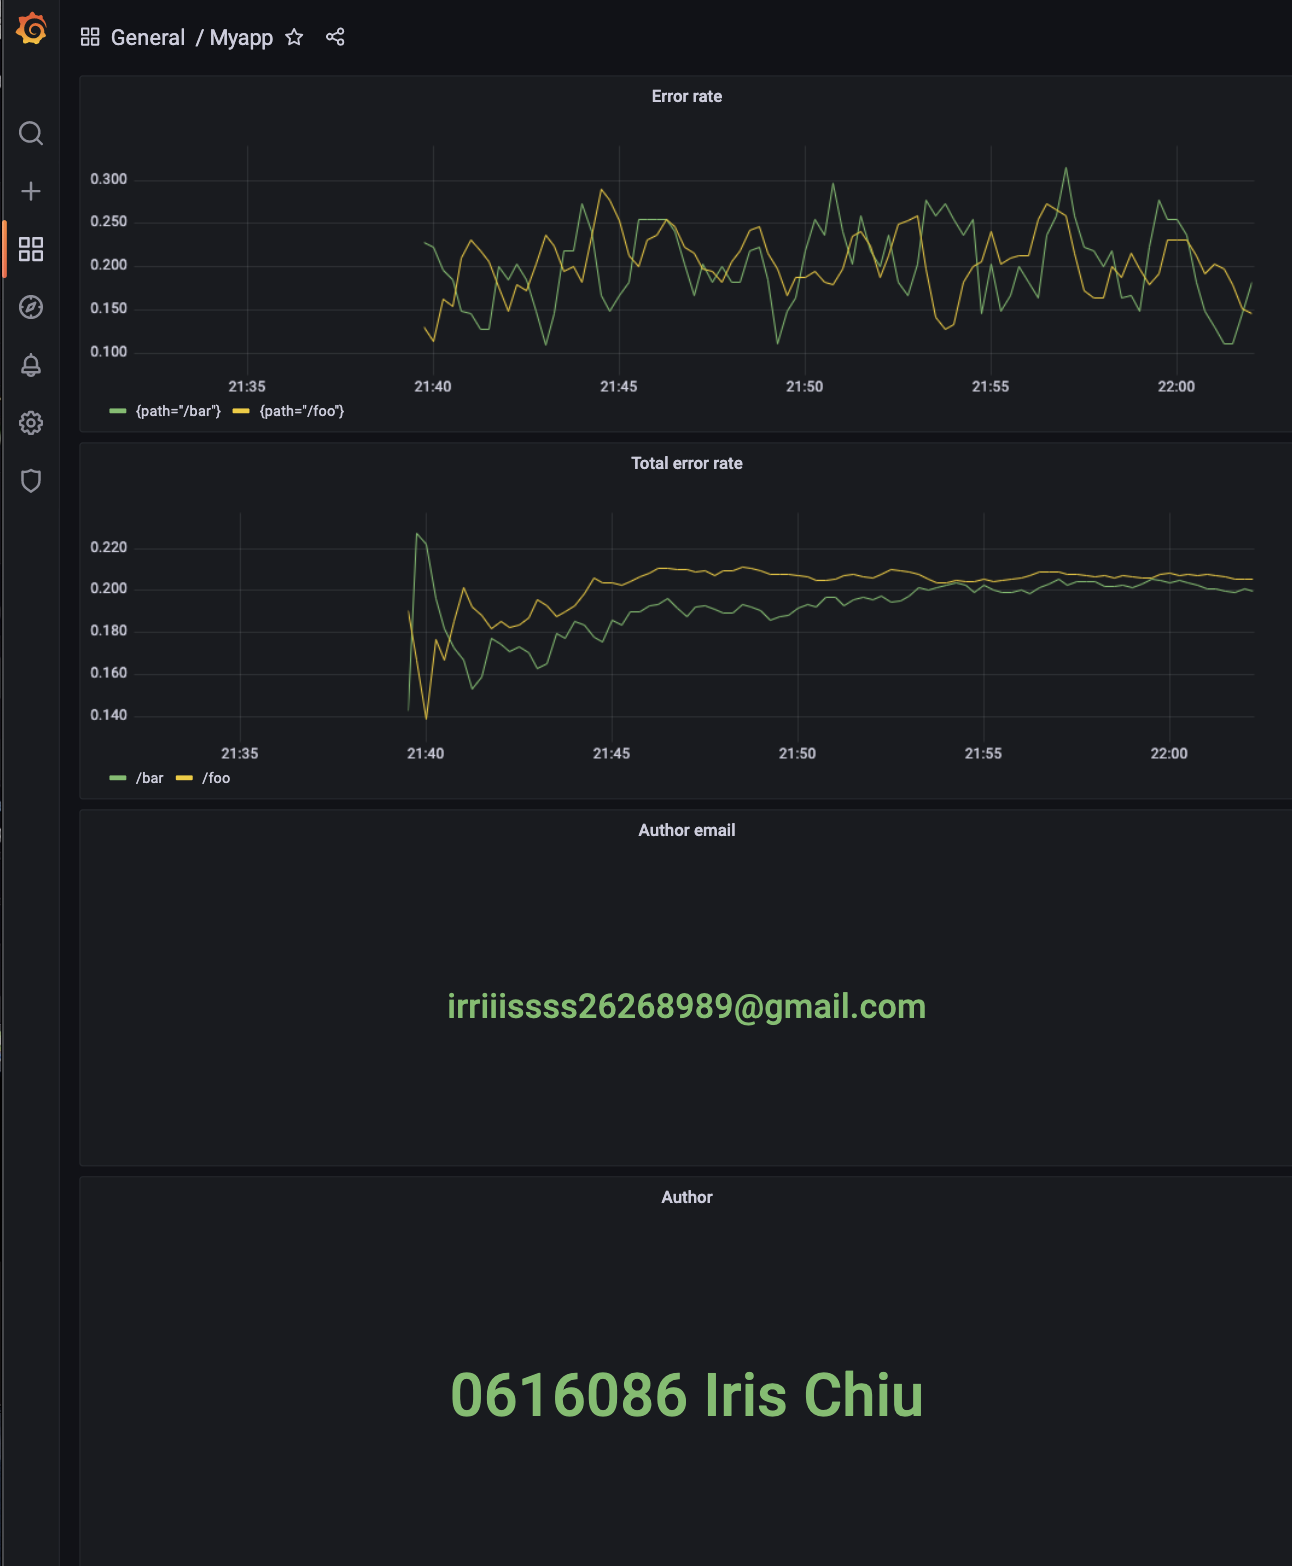 General / Myapp
Error rate
0.300
0.250
0.200
0.150
0.100
21:35 21:40 21:45 21:50 21:55 22:00
{path="/bar"} {path="/foo"}
Total error rate
0.220
0.200
0.180
0.160
0.140
21:35 21:40 21:45 21:50 21:55 22:00
/bar /foo
Author email
irriiissss26268989@gmail.com
Author
0616086 Iris Chiu